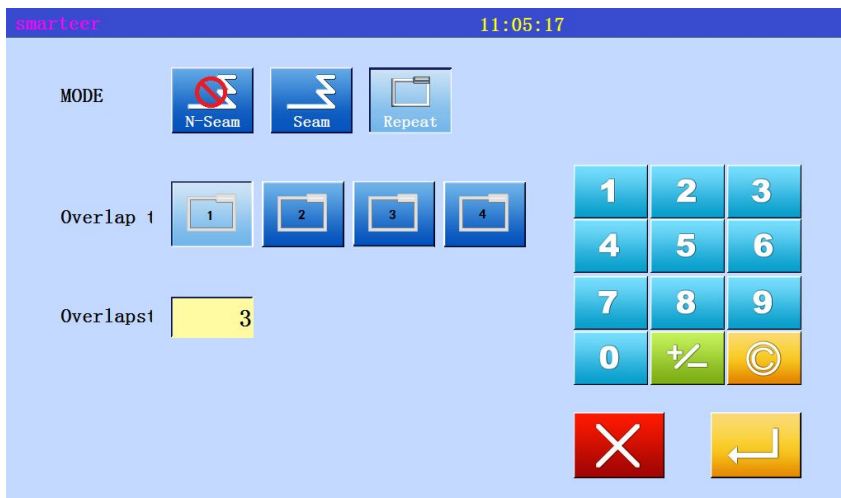 smarteer 11:05:17
MODE N-Seam Seam Repeat
Overlap t 1 2 3 4
Overlapst 3
1 2 3
4 5 6
7 8 9
0 +/− ©